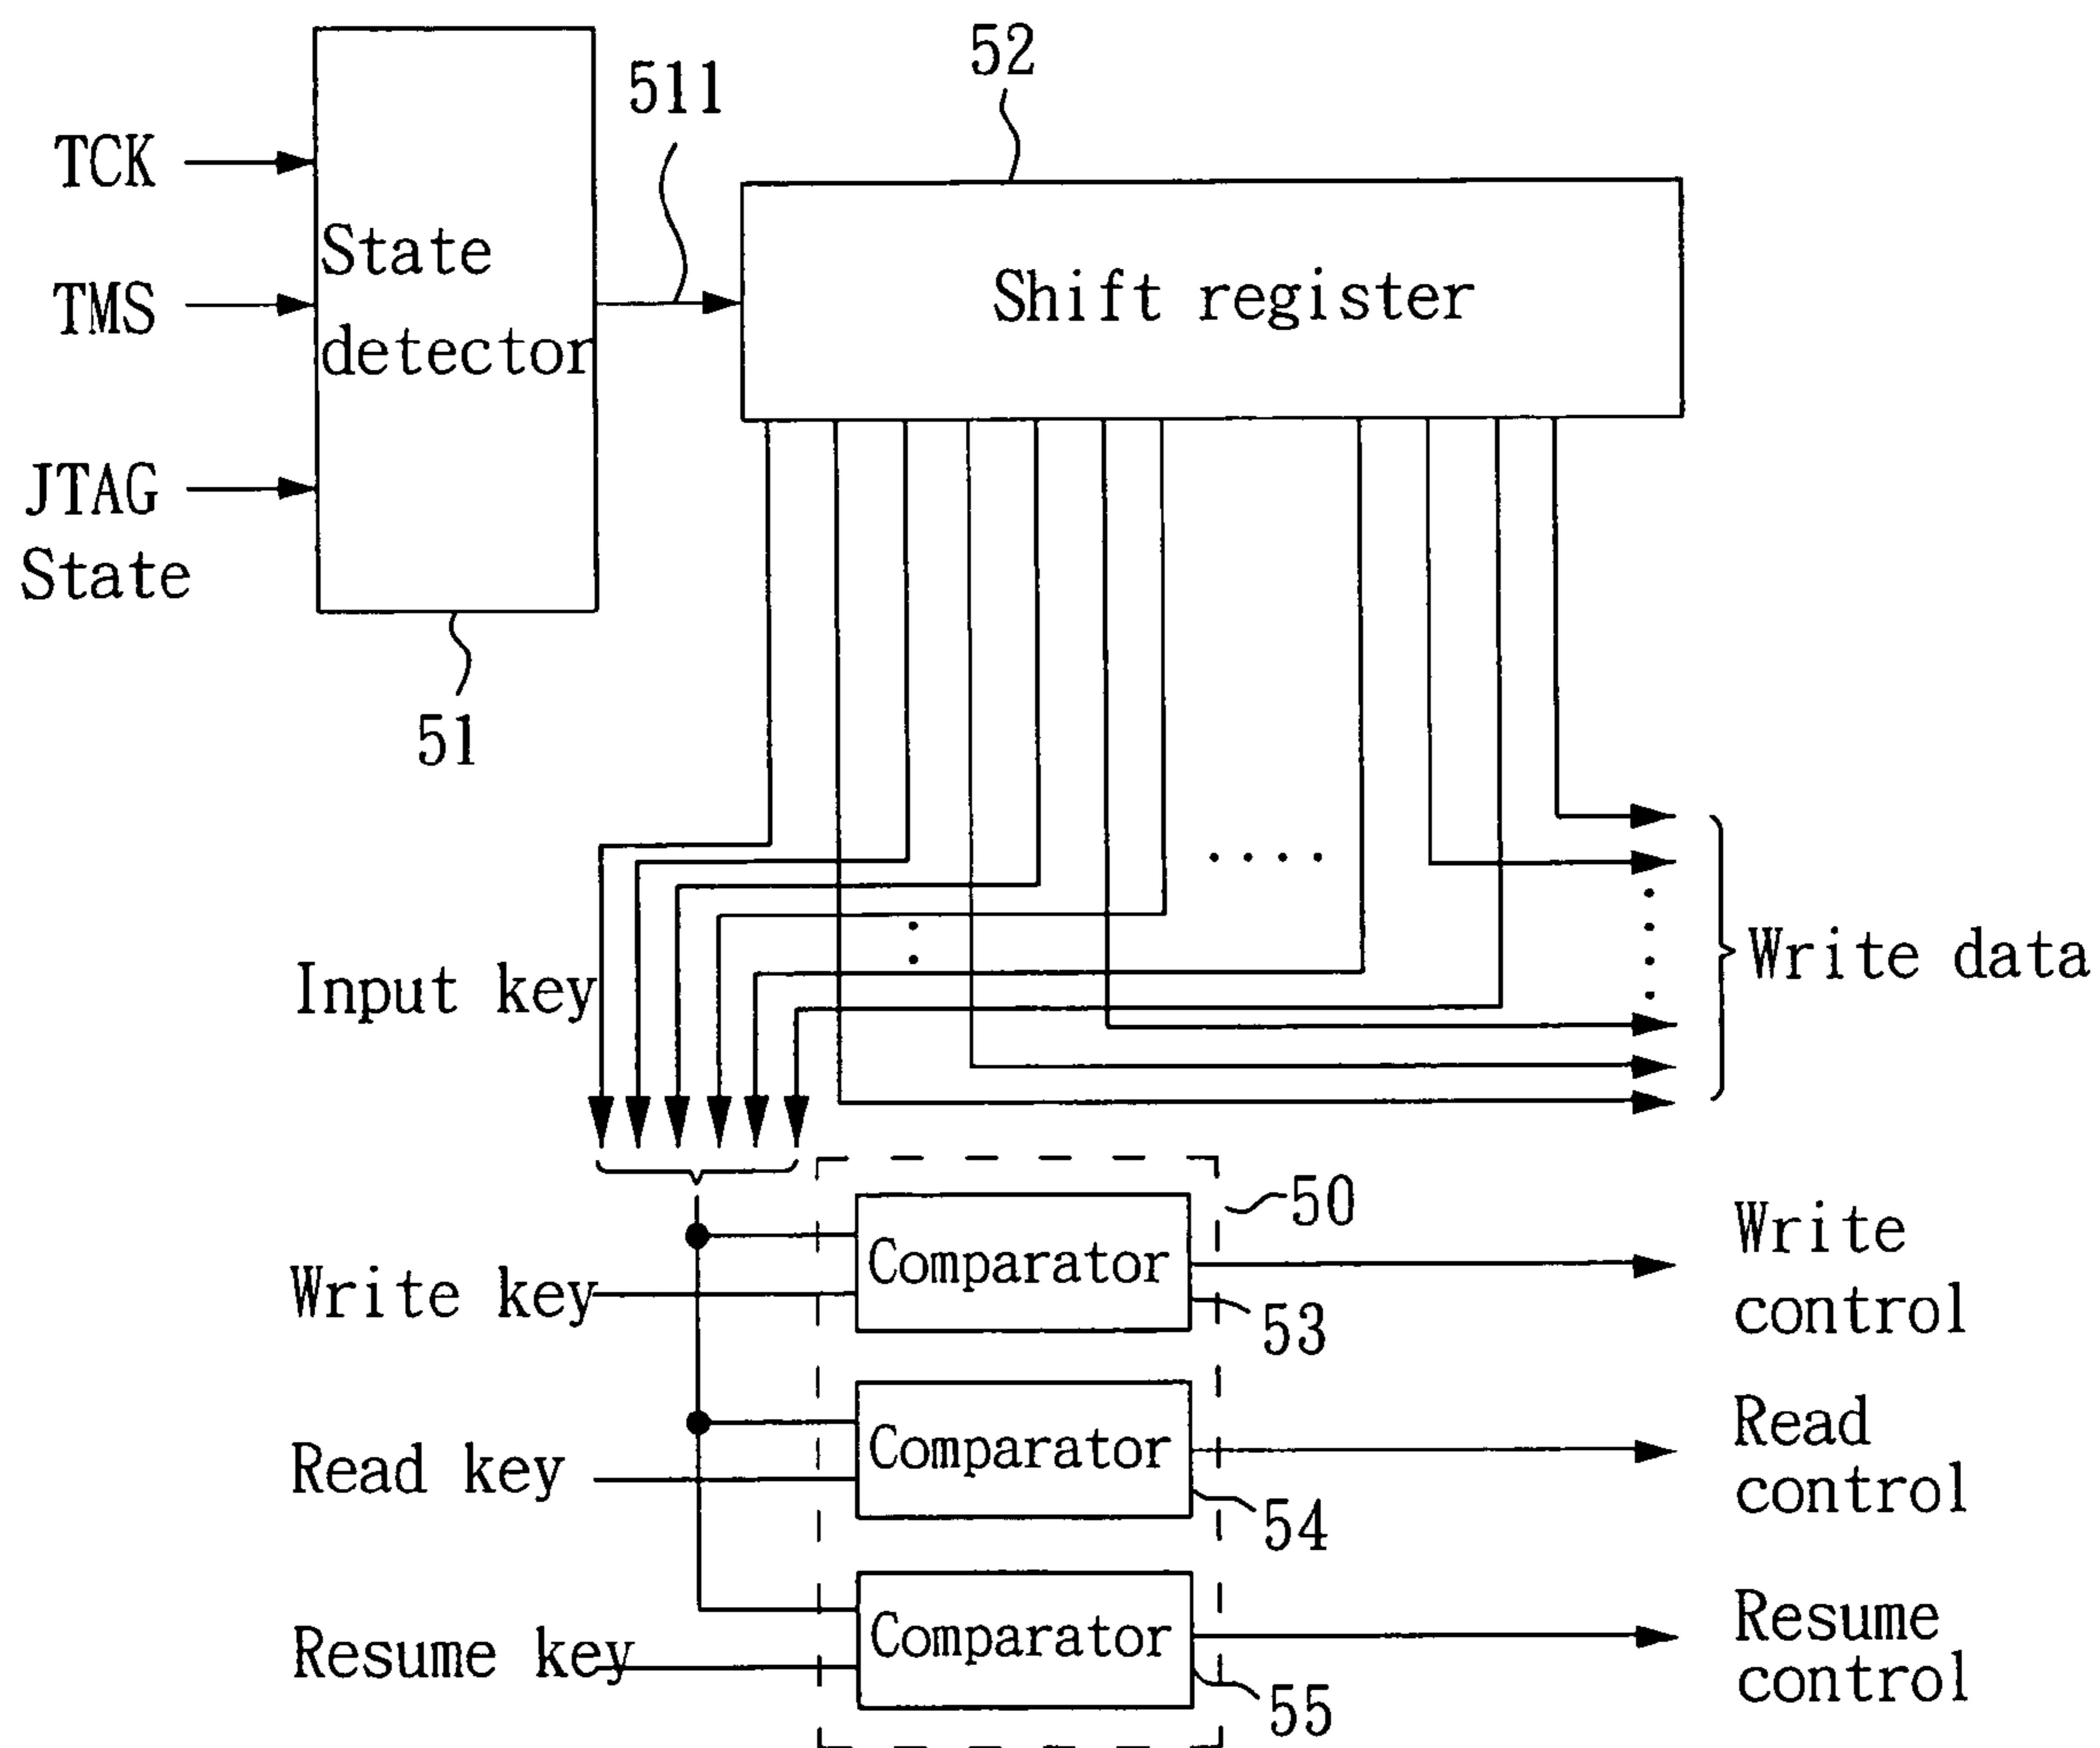 52
511
TCK
State
Shift register
TMS
detector
JTAG
State
51
Input key
Write data
50
Write
Comparator
Write key
control
53
Read
Comparator
Read key
control
54
Resume
Comparator
Resume key
control
55